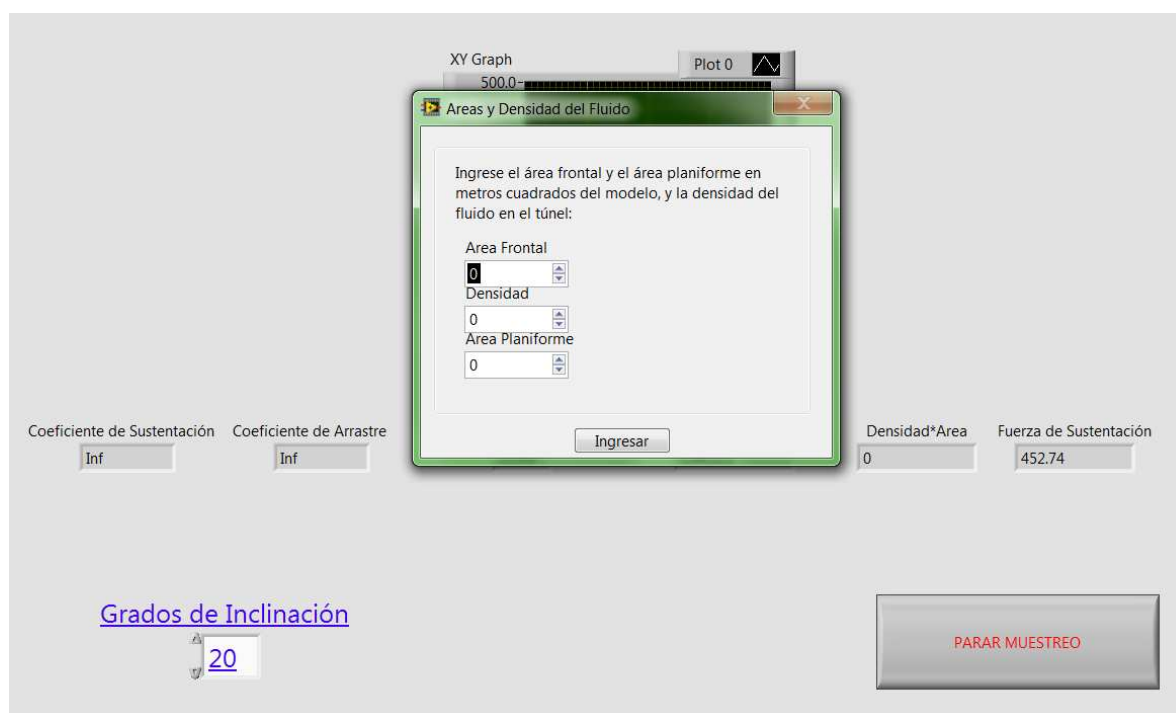 XY Graph
Plot 0
500.0
Areas y Densidad del Fluido
Ingrese el área frontal y el área planiforme en
metros cuadrados del modelo, y la densidad del
fluido en el túnel:
Area Frontal
0
Densidad
0
Area Planiforme
0
Ingresar
Coeficiente de Sustentación
Inf
Coeficiente de Arrastre
Inf
Densidad*Area
0
Fuerza de Sustentación
452.74
Grados de Inclinación
20
PARAR MUESTREO